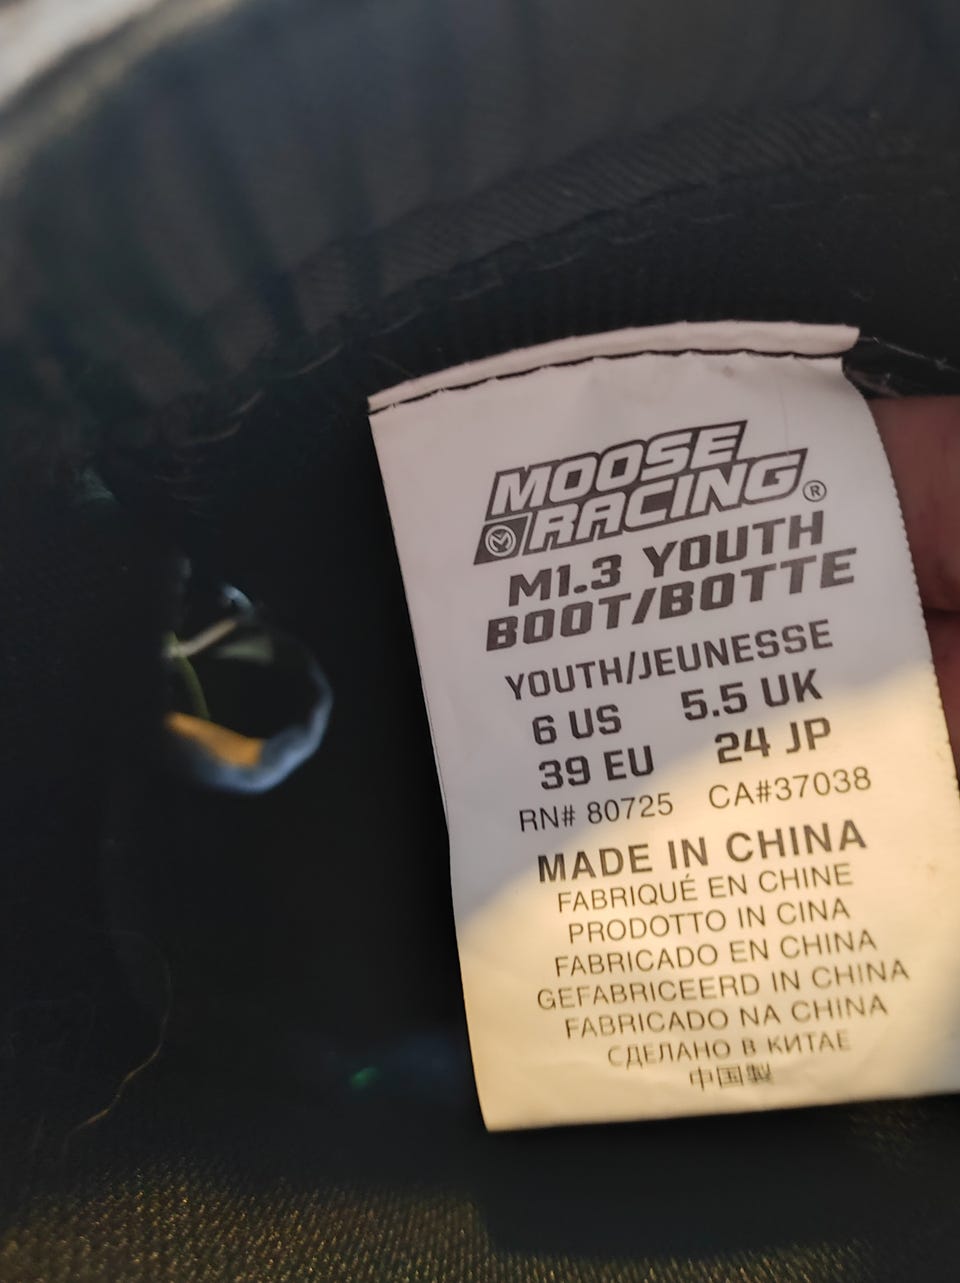 MOOSE
RACING®
M1.3 YOUTH
BOOT/BOTTE
YOUTH/JEUNESSE
6 US 5.5 UK
39 EU 24 JP
RN# 80725 CA#37038
MADE IN CHINA
FABRIQUÉ EN CHINE
PRODOTTO IN CINA
FABRICADO EN CHINA
GEFABRICEERD IN CHINA
FABRICADO NA CHINA
СДЕЛАНО В КИТАЕ
中国製